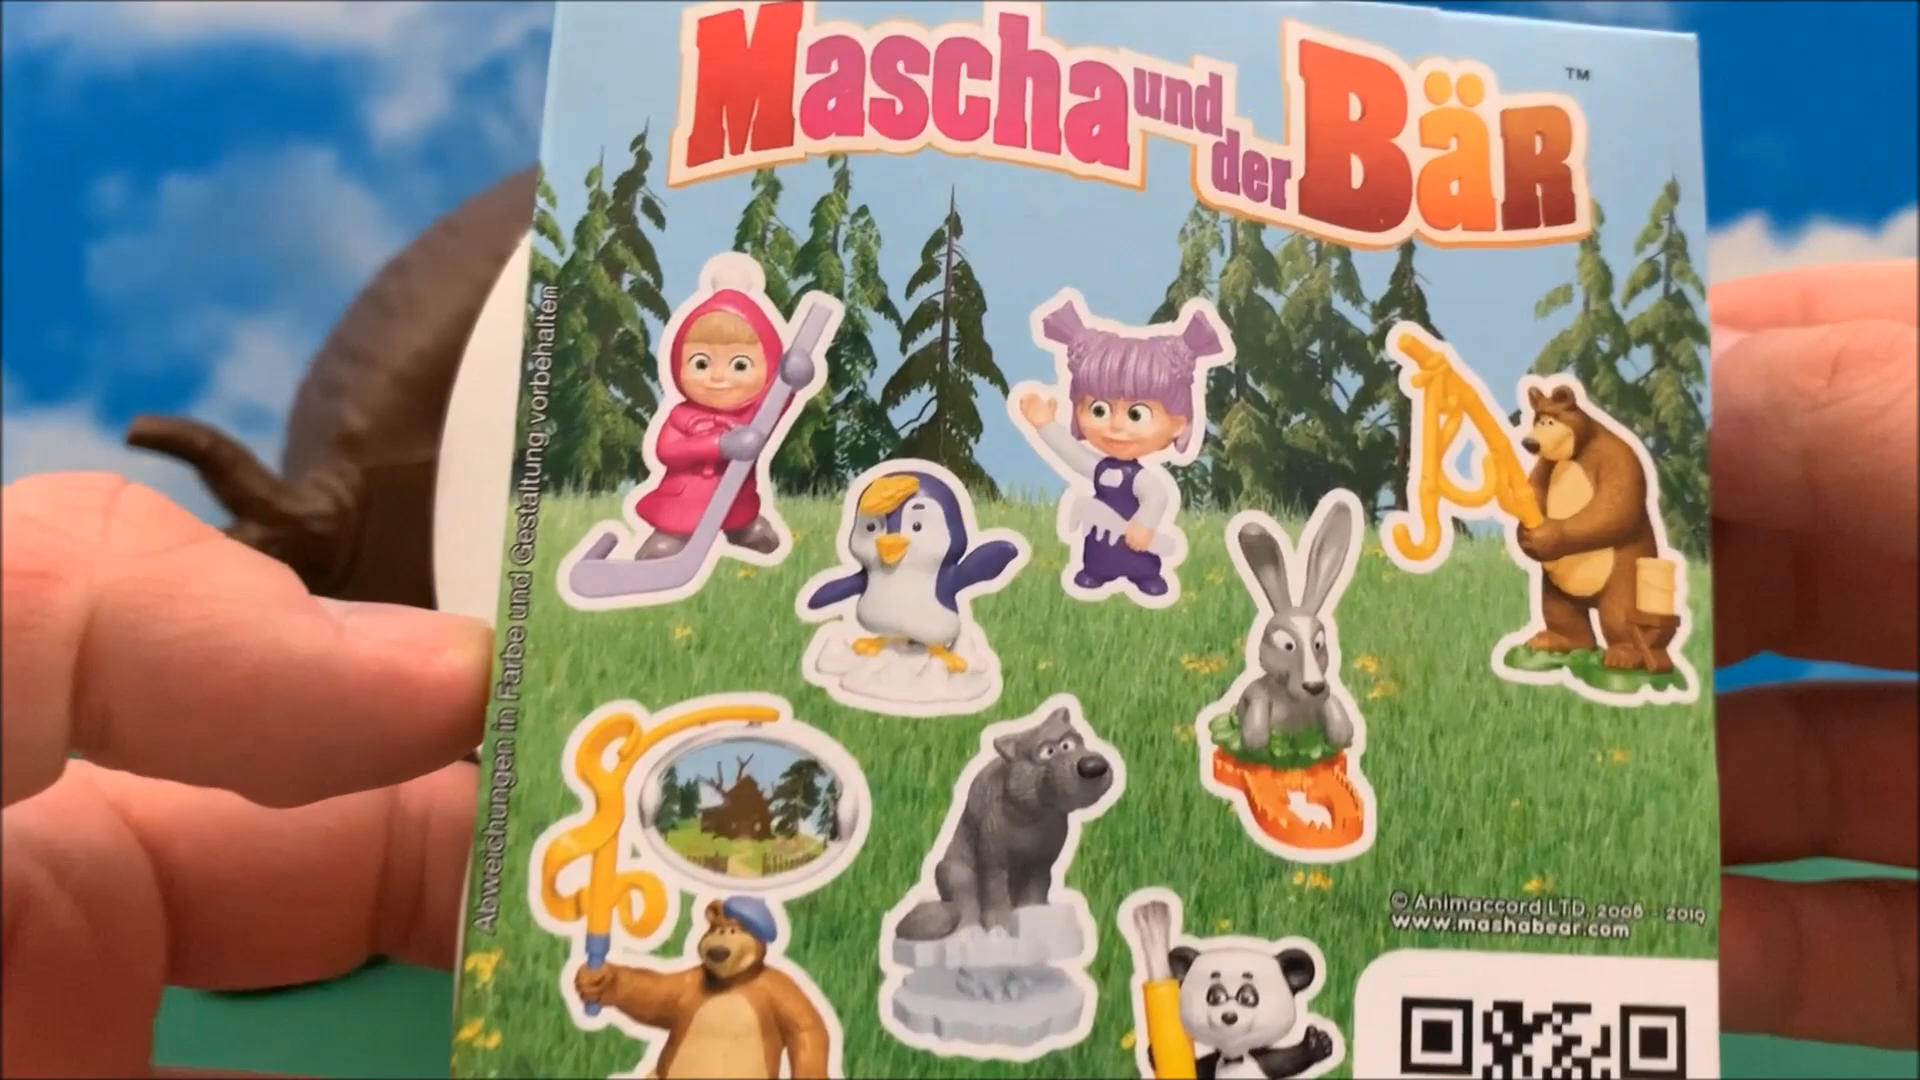 Mascha und der Bär ™
Abweichungen in Farbe und Gestaltung vorbehalten
© Animaccord LTD, 2008 - 2019
www.mashabear.com